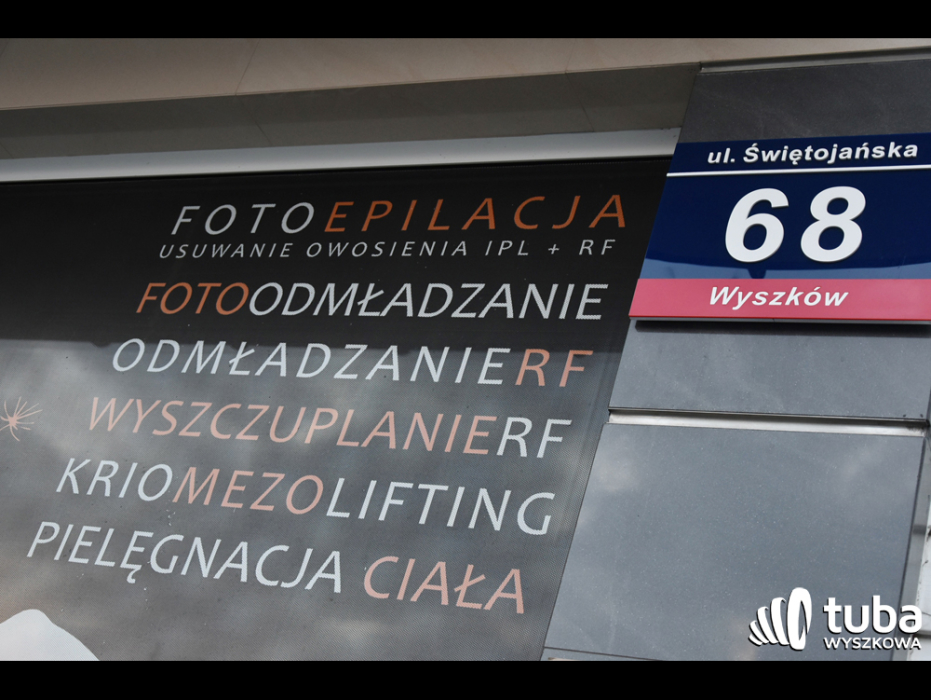 FOTOEPILACJA
USUWANIE OWOSIENIA IPL + RF
FOTOODMŁADZANIE
ODMŁADZANIERF
WYSZCZUPLANIERF
KRIOMEZOLIFTING
PIELĘGNACJA CIAŁA
ul. Świętojańska
68
Wyszków
tuba
WYSZKOWA